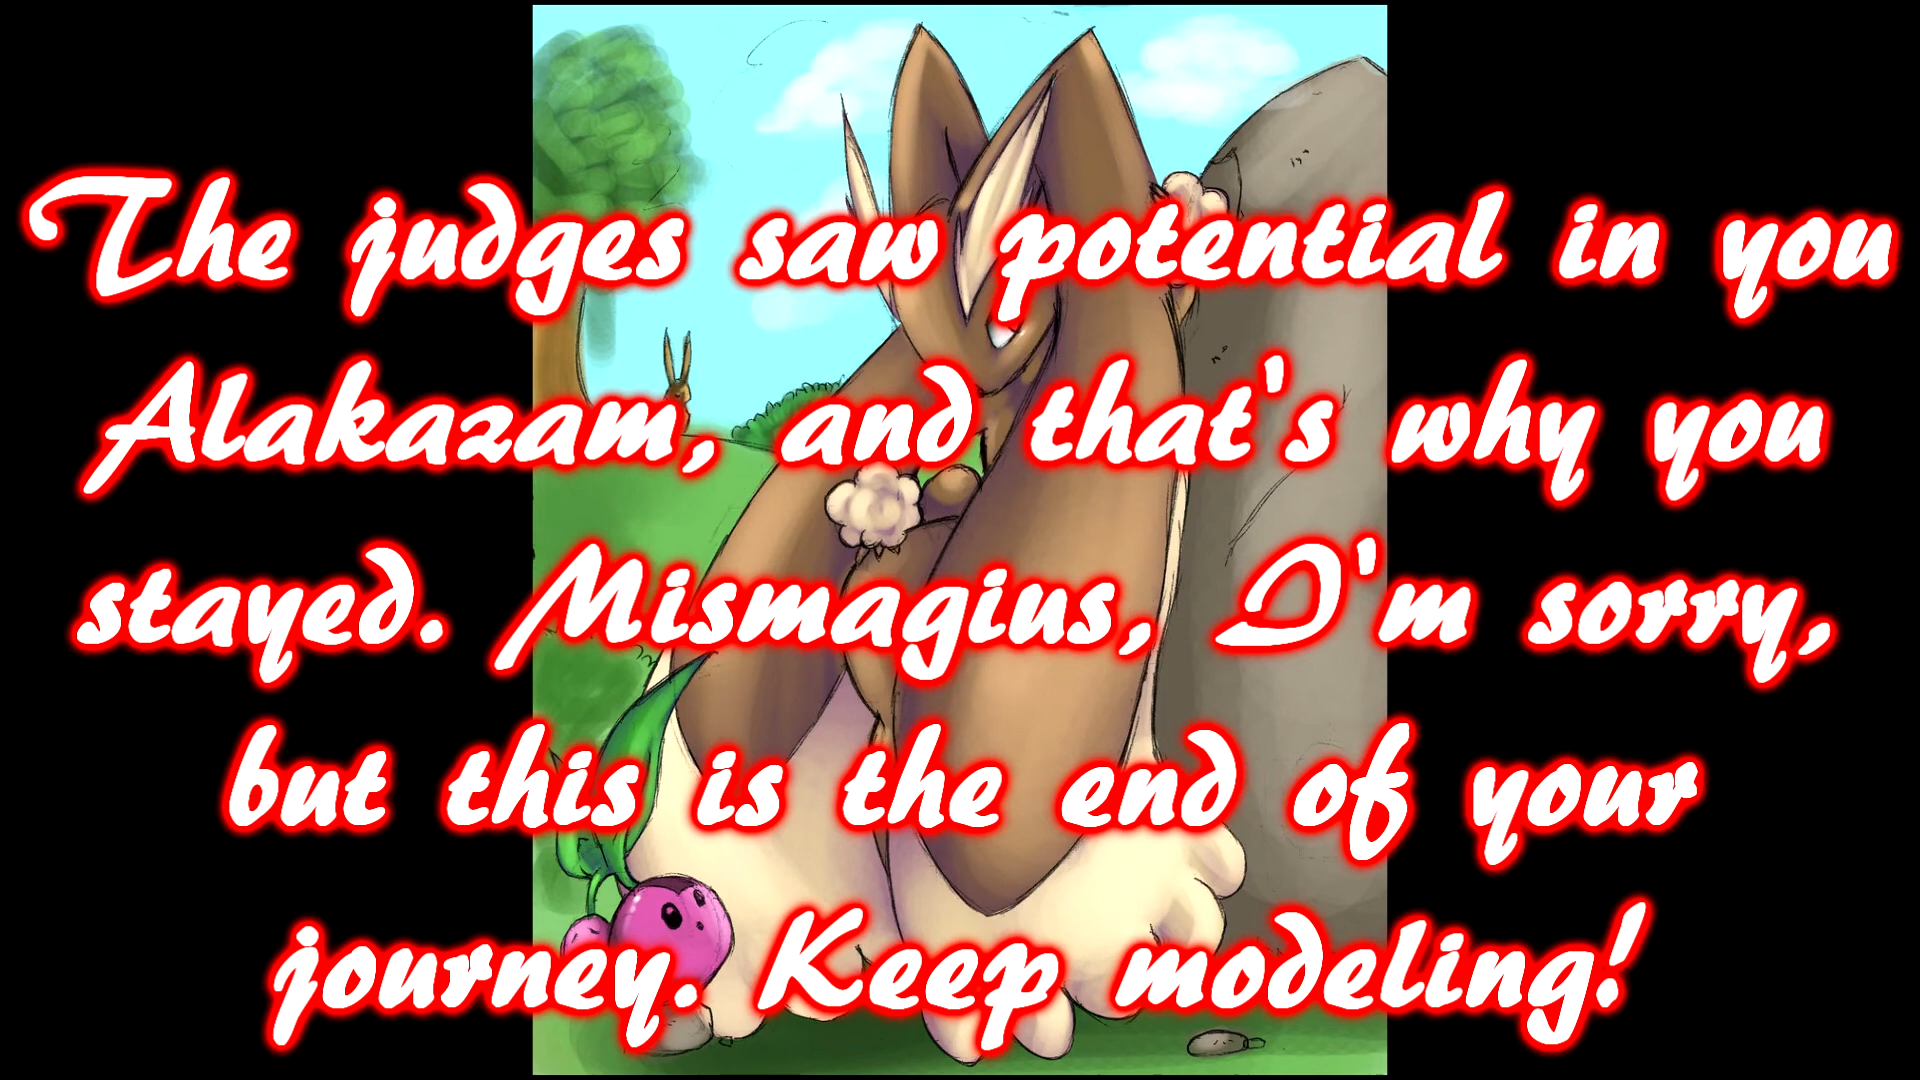 The judges saw potential in you
Alakazam, and that's why you
stayed. Mismagius, I'm sorry,
but this is the end of your
journey. Keep modeling!